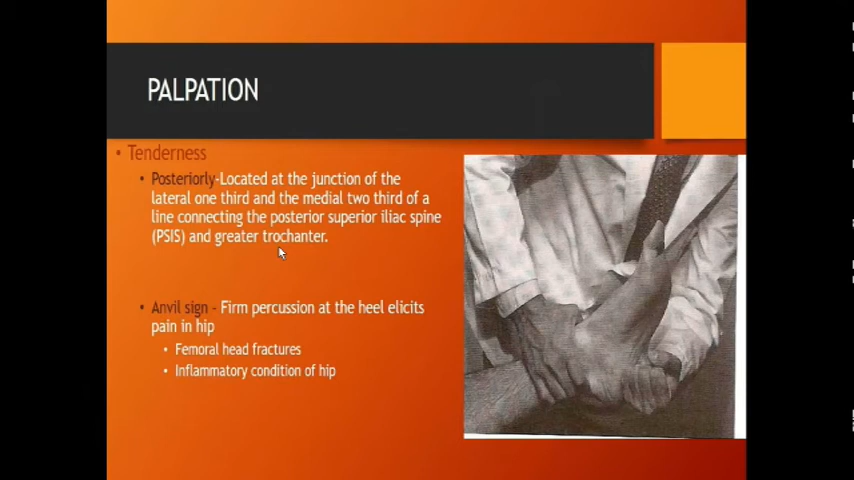 PALPATION
• Tenderness
• Posteriorly-Located at the junction of the
lateral one third and the medial two third of a
line connecting the posterior superior iliac spine
(PSIS) and greater trochanter.
• Anvil sign - Firm percussion at the heel elicits
pain in hip
• Femoral head fractures
• Inflammatory condition of hip